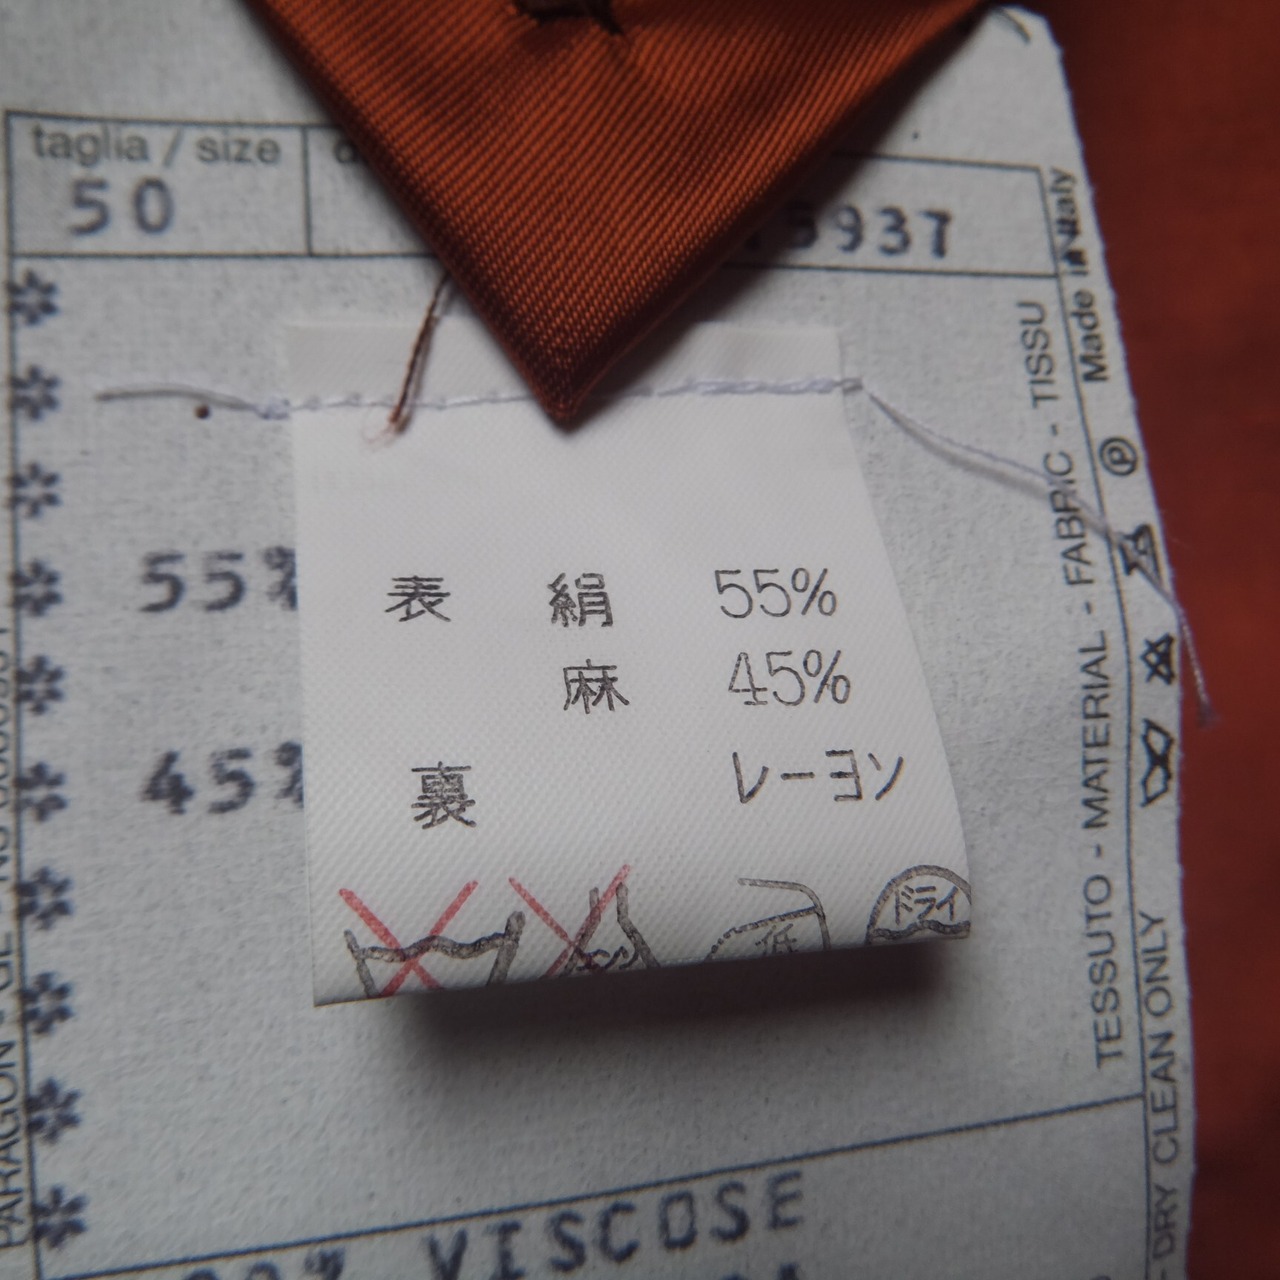 taglia / size
50
5937
55%
45%
表 絹 55%
麻 45%
裏 レーヨン
低
ドライ
TESSUTO - MATERIAL - FABRIC - TISSU
Made in Italy
P
DRY CLEAN ONLY
PARAGON
VISCOSE